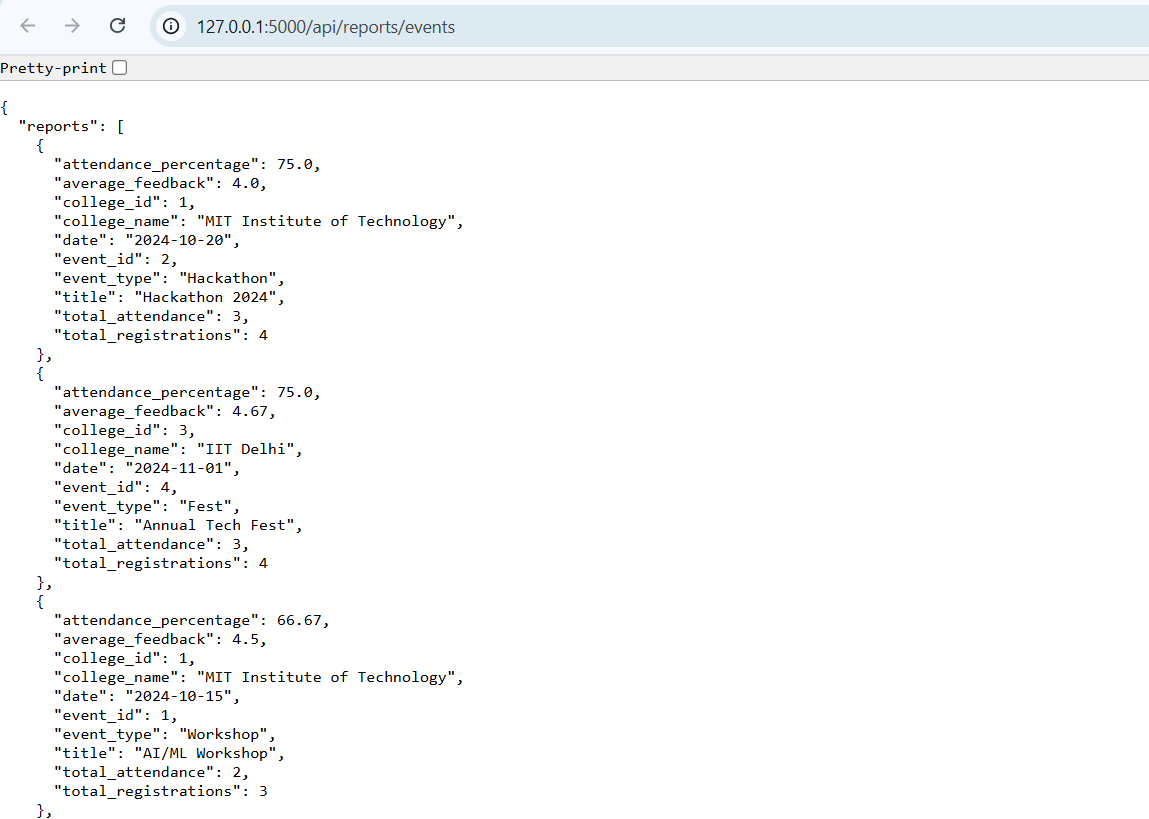 127.0.0.1:5000/api/reports/events
Pretty-print
{
  "reports": [
    {
      "attendance_percentage": 75.0,
      "average_feedback": 4.0,
      "college_id": 1,
      "college_name": "MIT Institute of Technology",
      "date": "2024-10-20",
      "event_id": 2,
      "event_type": "Hackathon",
      "title": "Hackathon 2024",
      "total_attendance": 3,
      "total_registrations": 4
    },
    {
      "attendance_percentage": 75.0,
      "average_feedback": 4.67,
      "college_id": 3,
      "college_name": "IIT Delhi",
      "date": "2024-11-01",
      "event_id": 4,
      "event_type": "Fest",
      "title": "Annual Tech Fest",
      "total_attendance": 3,
      "total_registrations": 4
    },
    {
      "attendance_percentage": 66.67,
      "average_feedback": 4.5,
      "college_id": 1,
      "college_name": "MIT Institute of Technology",
      "date": "2024-10-15",
      "event_id": 1,
      "event_type": "Workshop",
      "title": "AI/ML Workshop",
      "total_attendance": 2,
      "total_registrations": 3
    },